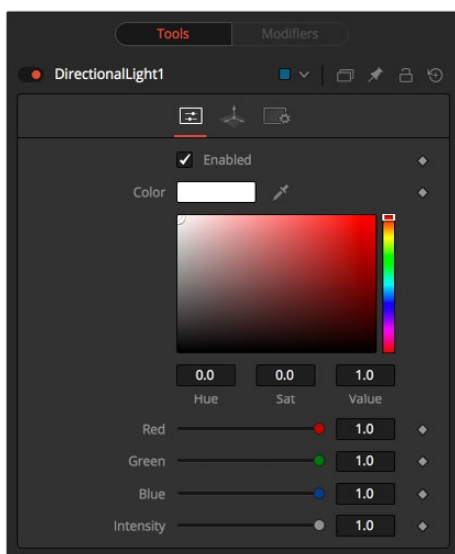 Tools Modifiers
DirectionalLight1
Enabled
Color
0.0 0.0 1.0
Hue Sat Value
Red 1.0
Green 1.0
Blue 1.0
Intensity 1.0